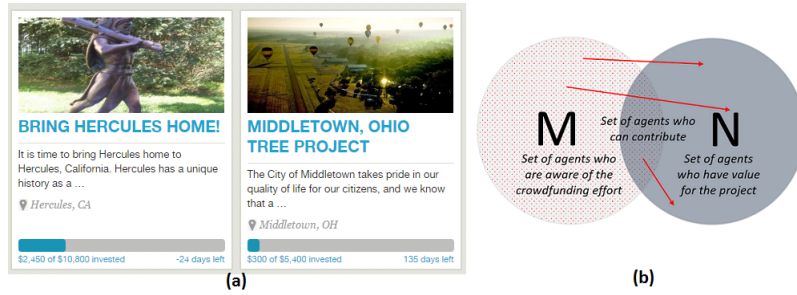 BRING HERCULES HOME!
It is time to bring Hercules home to
Hercules, California. Hercules has a unique
history as a ...
Hercules, CA
$2,450 of $10,800 invested
-24 days left
MIDDLETOWN, OHIO
TREE PROJECT
The City of Middletown takes pride in our
quality of life for our citizens, and we know
that a ...
Middletown, OH
$300 of $5,400 invested
135 days left
(a)
M
Set of agents who
are aware of the
crowdfunding effort
Set of agents who
can contribute
N
Set of agents
who have value
for the project
(b)